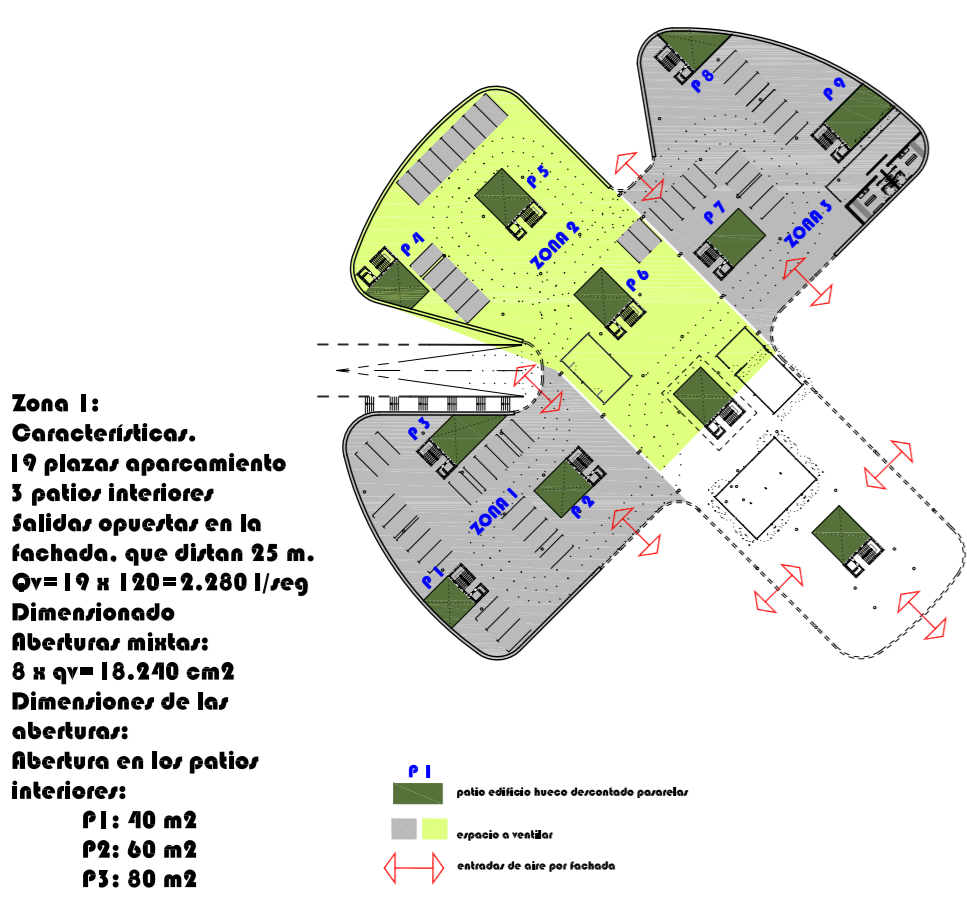 P 8
P 9
P 5
P 7
ZONA 3
P 4
ZONA 2
P 6
P 3
ZONA 1
P 2
P 1
Zona 1:
Características.
19 plazas aparcamiento
3 patios interiores
Salidas opuestas en la
fachada, que distan 25 m.
Qv=19 x 120=2.280 l/seg
Dimensionado
Aberturas mixtas:
8 x qv=18.240 cm2
Dimensiones de las
aberturas:
Abertura en los patios
interiores:
P1: 40 m2
P2: 60 m2
P3: 80 m2
P 1
patio edificio hueco descontado pasarelas
espacio a ventilar
entradas de aire por fachada